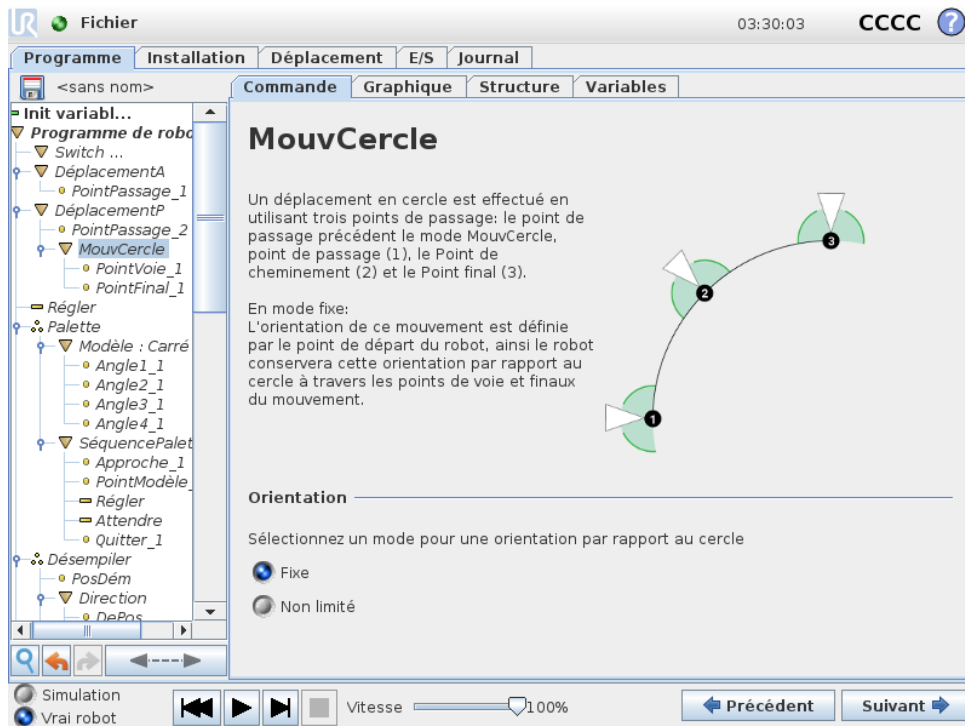 UR
Fichier
03:30:03
CCCC
?
Programme
Installation
Déplacement
E/S
Journal
<sans nom>
Commande
Graphique
Structure
Variables
Init variabl...
Programme de robo
Switch ...
DéplacementA
PointPassage_1
DéplacementP
PointPassage_2
MouvCercle
PointVoie_1
PointFinal_1
Régler
Palette
Modèle : Carré
Angle1_1
Angle2_1
Angle3_1
Angle4_1
SéquencePalet
Approche_1
PointModèle_
Régler
Attendre
Quitter_1
Désempiler
PosDém
Direction
DePos
MouvCercle
Un déplacement en cercle est effectué en
utilisant trois points de passage: le point de
passage précédent le mode MouvCercle,
point de passage (1), le Point de
cheminement (2) et le Point final (3).
En mode fixe:
L'orientation de ce mouvement est définie
par le point de départ du robot, ainsi le robot
conservera cette orientation par rapport au
cercle à travers les points de voie et finaux
du mouvement.
3
2
1
Orientation
Sélectionnez un mode pour une orientation par rapport au cercle
Fixe
Non limité
Simulation
Vrai robot
Vitesse
100%
Précédent
Suivant